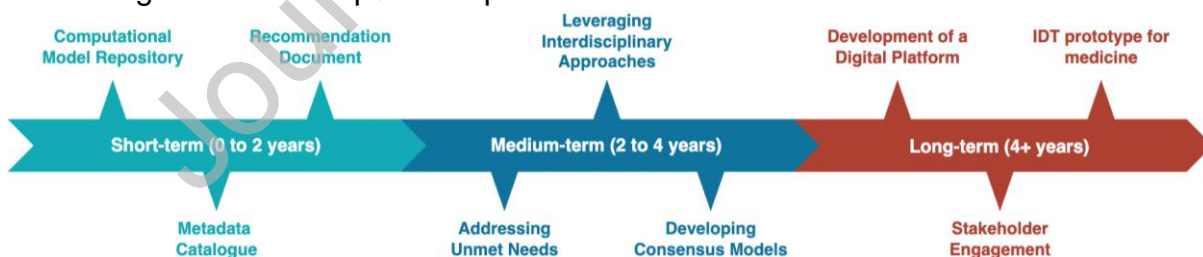 Leveraging
Interdisciplinary
Approaches
Computational
Model Repository
Recommendation
Document
Development of a
Digital Platform
IDT prototype for
medicine
Short-term (0 to 2 years)
Medium-term (2 to 4 years)
Long-term (4+ years)
Metadata
Catalogue
Addressing
Unmet Needs
Developing
Consensus Models
Stakeholder
Engagement
Jour